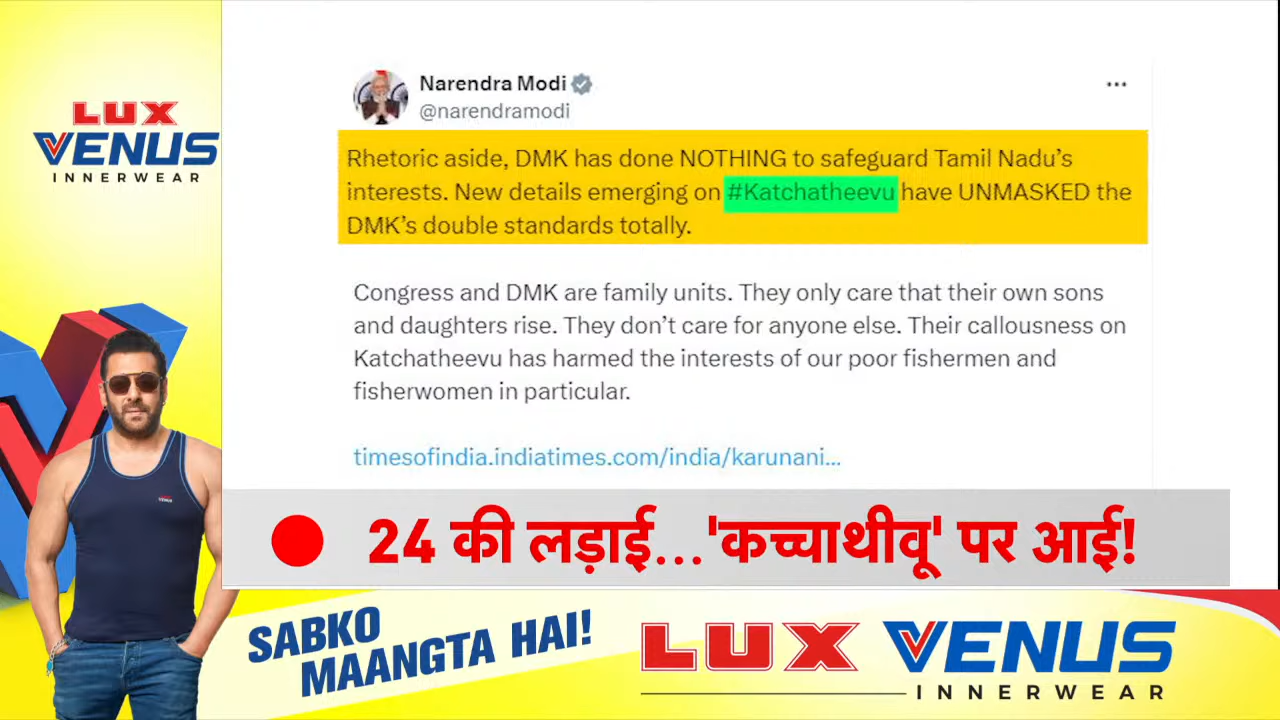 LUX
VENUS
INNERWEAR
Narendra Modi
@narendramodi
Rhetoric aside, DMK has done NOTHING to safeguard Tamil Nadu’s
interests. New details emerging on #Katchatheevu have UNMASKED the
DMK’s double standards totally.
Congress and DMK are family units. They only care that their own sons
and daughters rise. They don’t care for anyone else. Their callousness on
Katchatheevu has harmed the interests of our poor fishermen and
fisherwomen in particular.
timesofindia.indiatimes.com/india/karunani...
24 की लड़ाई...'कच्चाथीवू' पर आई!
SABKO
MAANGTA HAI!
LUX VENUS
INNERWEAR